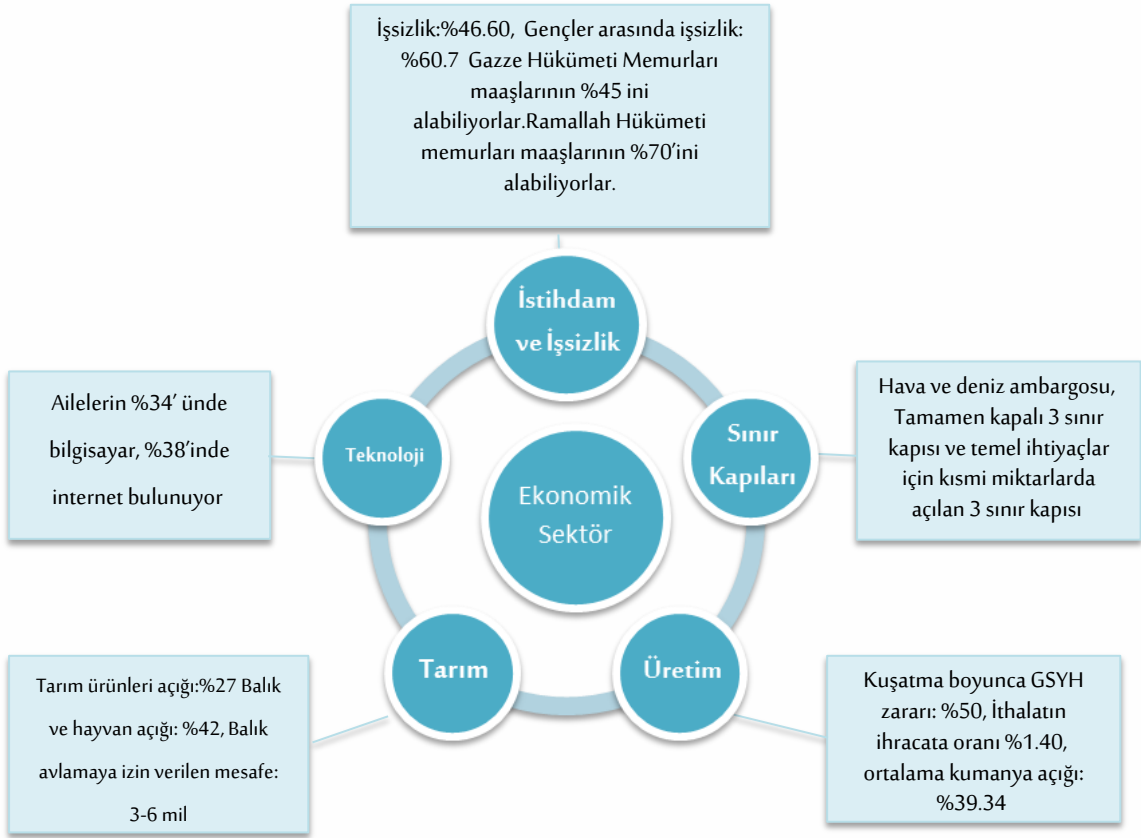 İşsizlik:%46.60, Gençler arasında işsizlik:
%60.7 Gazze Hükümeti Memurları
maaşlarının %45 ini
alabiliyorlar.Ramallah Hükümeti
memurları maaşlarının %70’ini
alabiliyorlar.
İstihdam
ve İşsizlik
Ailelerin %34’ ünde
bilgisayar, %38’inde
internet bulunuyor
Teknoloji
Sınır
Kapıları
Hava ve deniz ambargosu,
Tamamen kapalı 3 sınır
kapısı ve temel ihtiyaçlar
için kısmi miktarlarda
açılan 3 sınır kapısı
Ekonomik
Sektör
Tarım
Üretim
Tarım ürünleri açığı:%27 Balık
ve hayvan açığı: %42, Balık
avlamaya izin verilen mesafe:
3-6 mil
Kuşatma boyunca GSYH
zararı: %50, İthalatın
ihracata oranı %1.40,
ortalama kumanya açığı:
%39.34